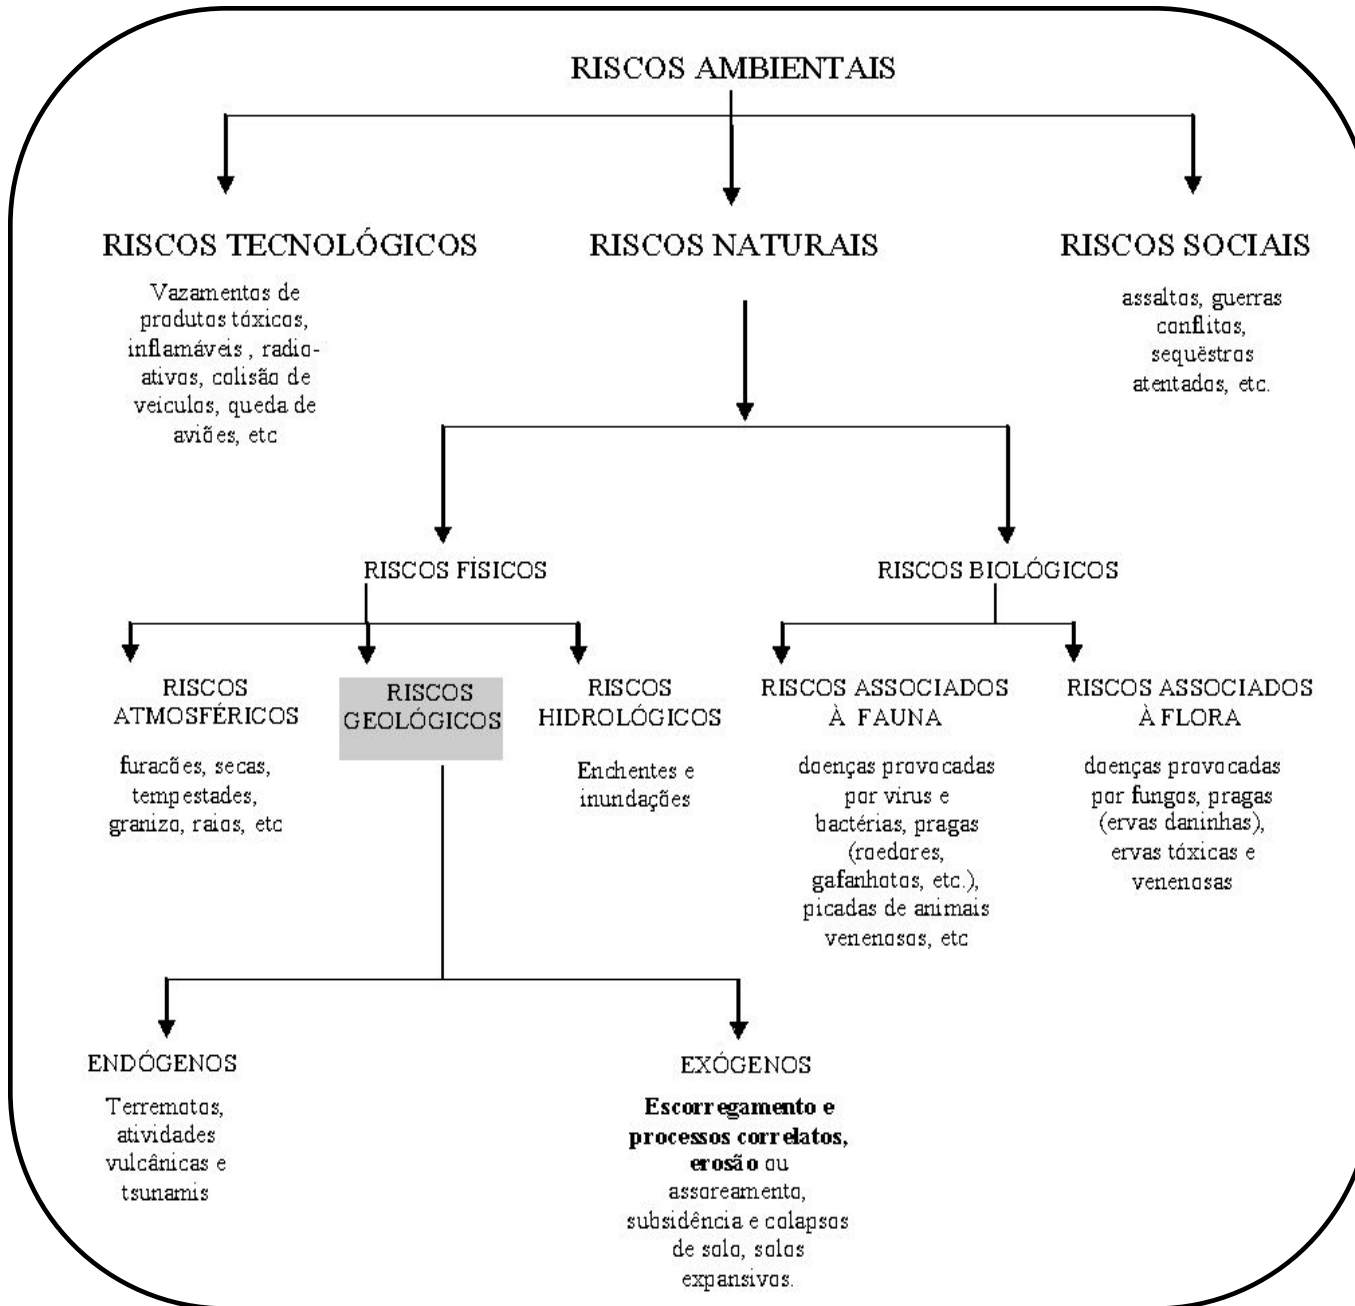 RISCOS AMBIENTAIS
RISCOS TECNOLÓGICOS
Vazamentos de
produtos tóxicos,
inflamáveis , radio-
ativos, colisão de
veículos, queda de
aviões, etc
RISCOS NATURAIS
RISCOS SOCIAIS
assaltos, guerras
conflitos,
seqüëstros
atentados, etc.
RISCOS FÍSICOS
RISCOS BIOLÓGICOS
RISCOS
ATMOSFÉRICOS
furacões, secas,
tempestades,
granizo, raios, etc
RISCOS
GEOLÓGICOS
RISCOS
HIDROLÓGICOS
Enchentes e
inundações
RISCOS ASSOCIADOS
À FAUNA
doenças provocadas
por vírus e
bactérias, pragas
(roedores,
gafanhotos, etc.),
picadas de animais
venenosos, etc
RISCOS ASSOCIADOS
À FLORA
doenças provocadas
por fungos, pragas
(ervas daninhas),
ervas tóxicas e
venenosas
ENDÓGENOS
Terremotos,
atividades
vulcânicas e
tsunamis
EXÓGENOS
Escorregamento e
processos correlatos,
erosão ou
assoreamento,
subsidência e colapsos
de solo, solos
expansivos.